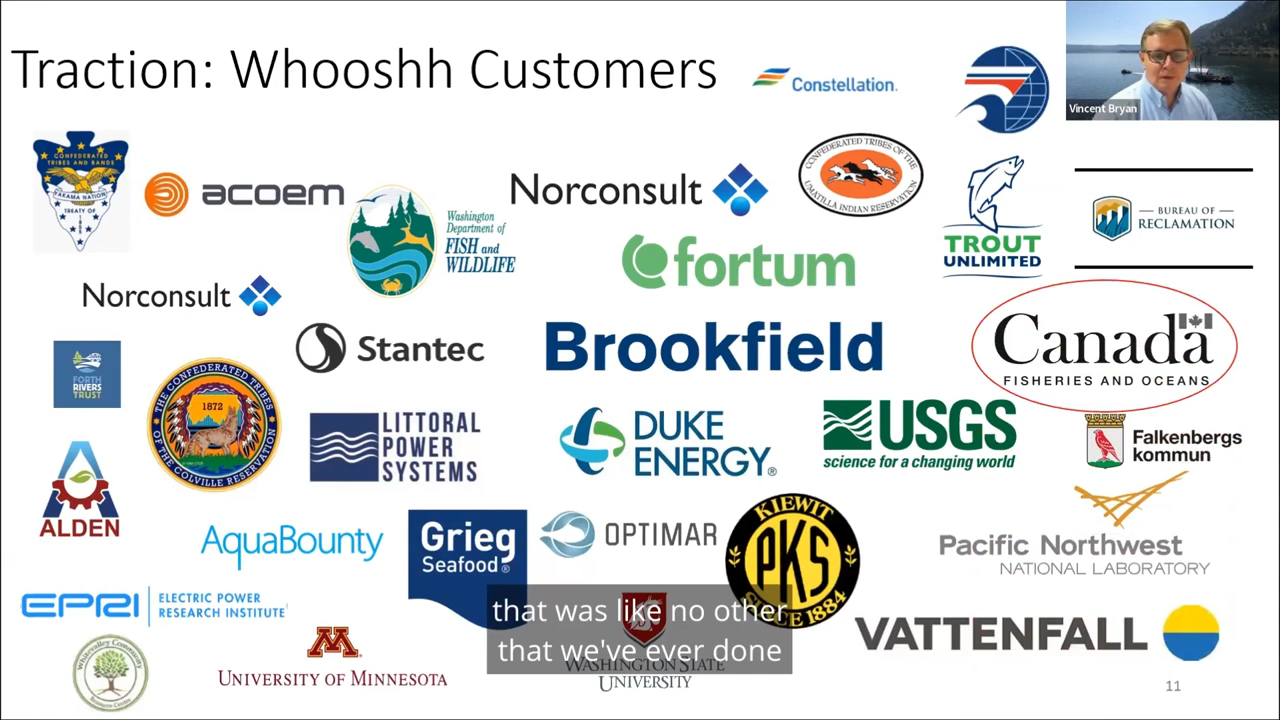 Traction: Whooshh Customers
Constellation.
Vincent Bryan
CONFEDERATED
TRIBES AND BANDS
YAKAMA NATION
TREATY OF
1855
acoem
Washington
Department of
FISH and
WILDLIFE
Norconsult
CONFEDERATED TRIBES OF THE
UMATILLA INDIAN RESERVATION
TROUT
UNLIMITED
BUREAU OF
RECLAMATION
fortum
Norconsult
FORTH
RIVERS
TRUST
THE CONFEDERATED TRIBES
1872
OF THE COLVILLE RESERVATION
Stantec
Brookfield
Canada
FISHERIES AND OCEANS
LITTORAL
POWER
SYSTEMS
DUKE
ENERGY®
USGS
science for a changing world
Falkenbergs
kommun
ALDEN
AquaBounty
Grieg
Seafood®
OPTIMAR
KIEWIT
PKS
SINCE 1884
Pacific Northwest
NATIONAL LABORATORY
EPRI
ELECTRIC POWER
RESEARCH INSTITUTE
that was like no other
that we've ever done
VATTENFALL
Whitevalley Community
Resource Centre
M
UNIVERSITY OF MINNESOTA
WASHINGTON STATE
UNIVERSITY
11